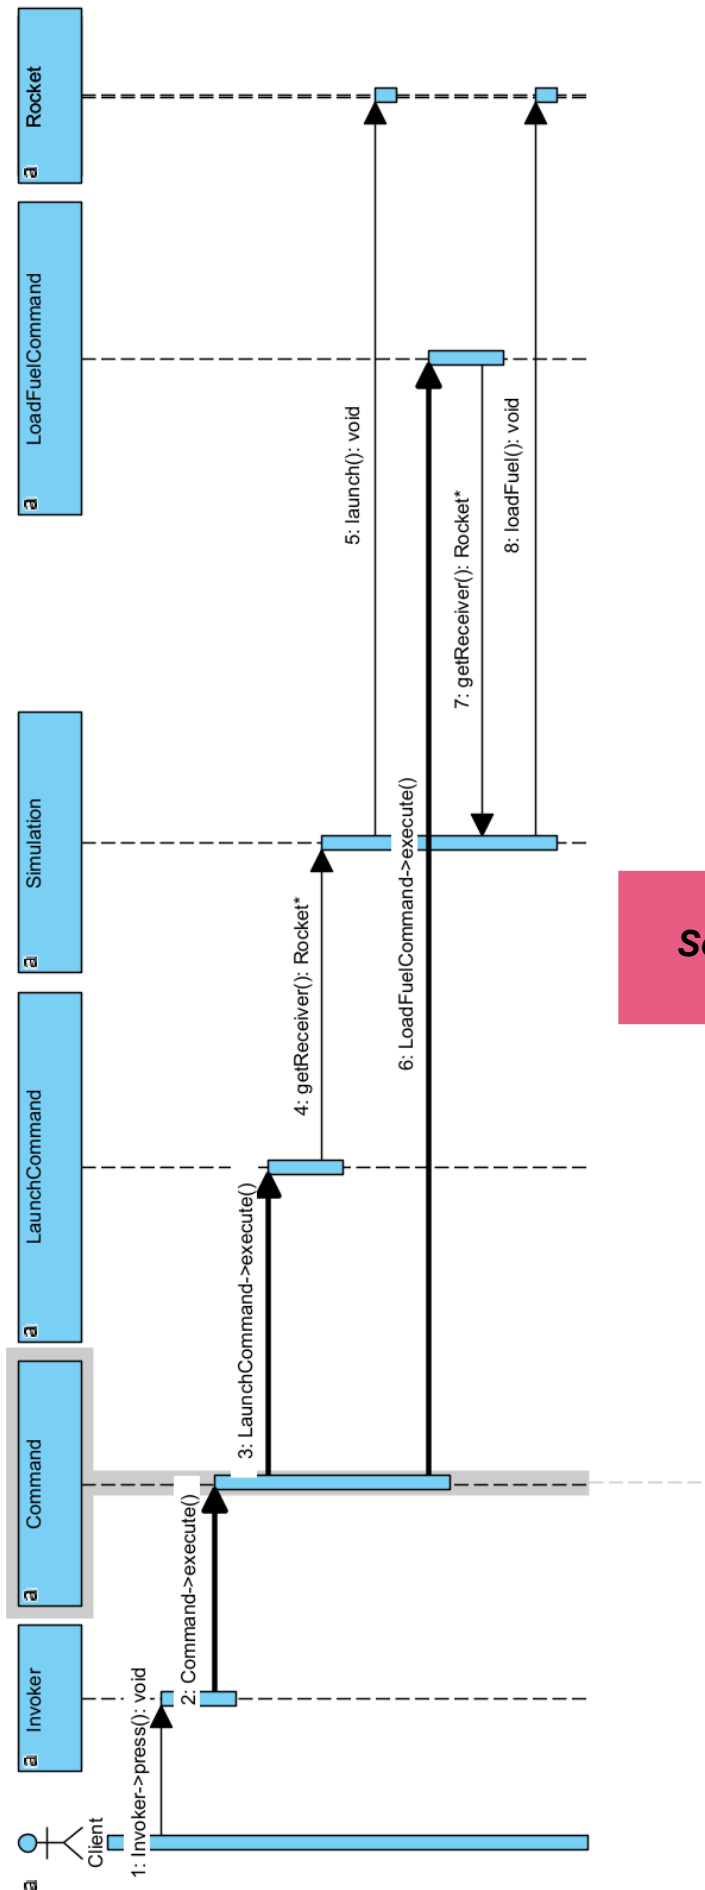 a
Client
a
Invoker
a
Command
a
LaunchCommand
a
Simulation
a
LoadFuelCommand
a
Rocket
1: Invoker->press(): void
2: Command->execute()
3: LaunchCommand->execute()
4: getReceiver(): Rocket*
5: launch(): void
6: LoadFuelCommand->execute()
7: getReceiver(): Rocket*
8: loadFuel(): void